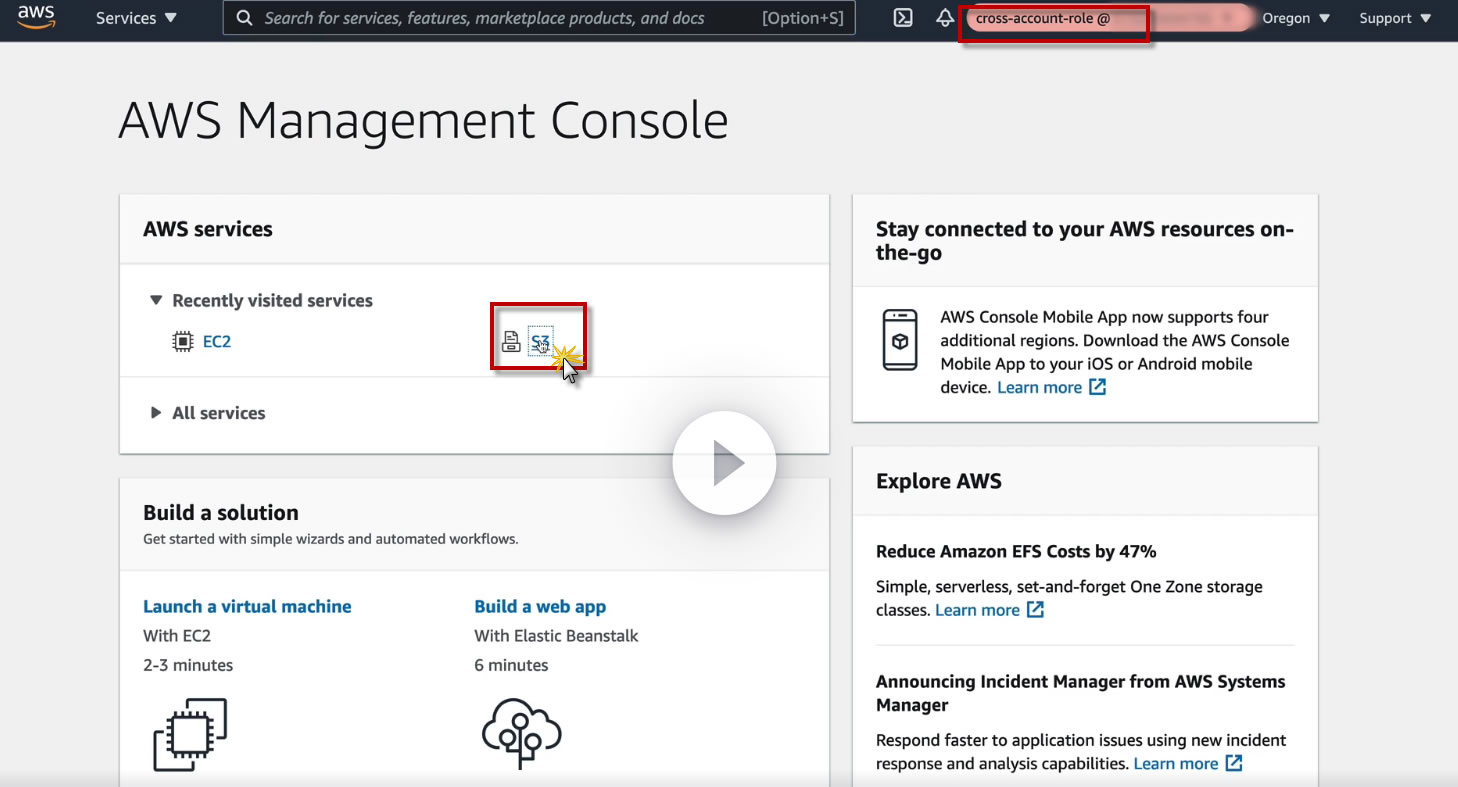 aws
Services
Search for services, features, marketplace products, and docs
[Option+S]
cross-account-role @
Oregon
Support
AWS Management Console
AWS services
Recently visited services
EC2
S3
All services
Build a solution
Get started with simple wizards and automated workflows.
Launch a virtual machine
With EC2
2-3 minutes
Build a web app
With Elastic Beanstalk
6 minutes
Stay connected to your AWS resources on-
the-go
AWS Console Mobile App now supports four
additional regions. Download the AWS Console
Mobile App to your iOS or Android mobile
device. Learn more
Explore AWS
Reduce Amazon EFS Costs by 47%
Simple, serverless, set-and-forget One Zone storage
classes. Learn more
Announcing Incident Manager from AWS Systems
Manager
Respond faster to application issues using new incident
response and analysis capabilities. Learn more